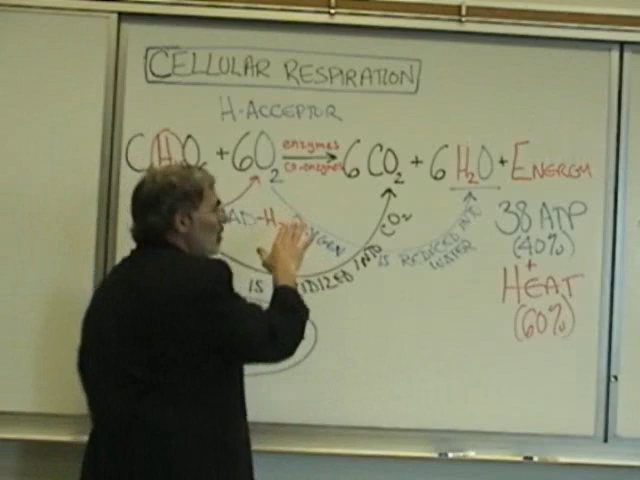 CELLULAR RESPIRATION
H-ACCEPTOR
enzymes
+ 6O2 → 6 CO2 + 6 H2O + ENERGY
co-enzymes
38 ATP
(40%)
+
HEAT
(60%)
IS
INTO CO2
IS REDUCED INTO
WATER